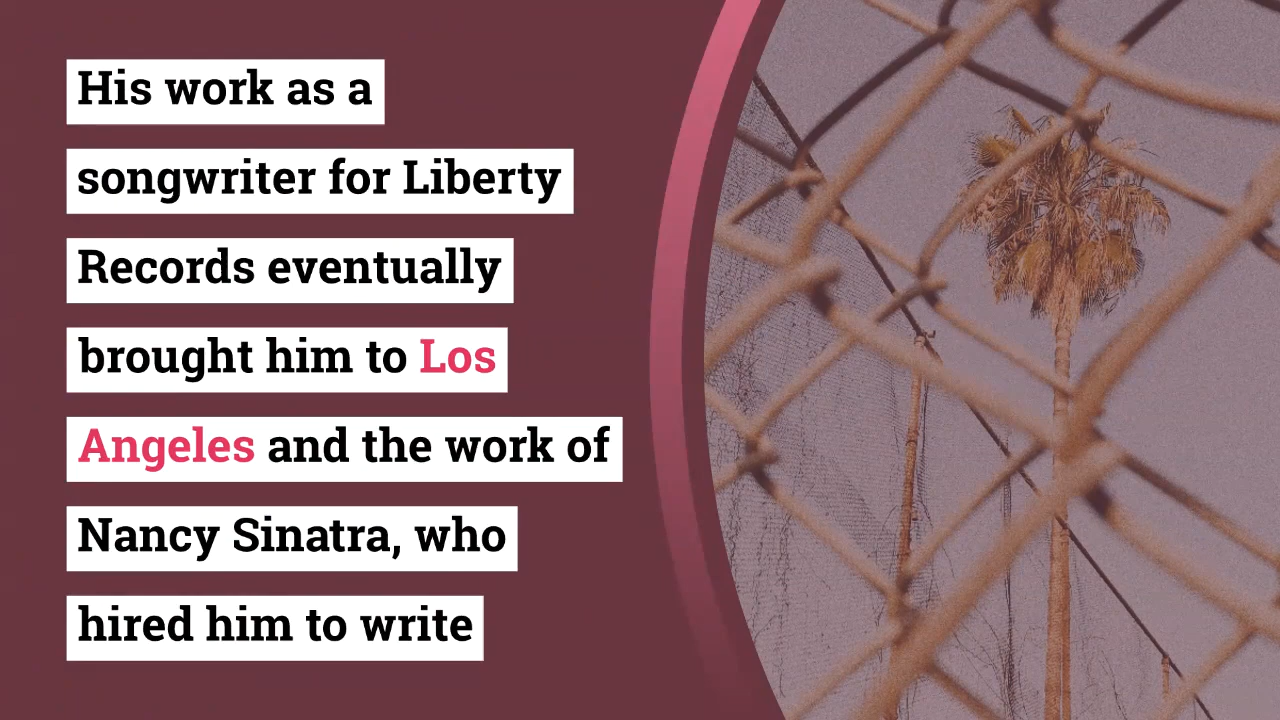 His work as a
songwriter for Liberty
Records eventually
brought him to Los
Angeles and the work of
Nancy Sinatra, who
hired him to write